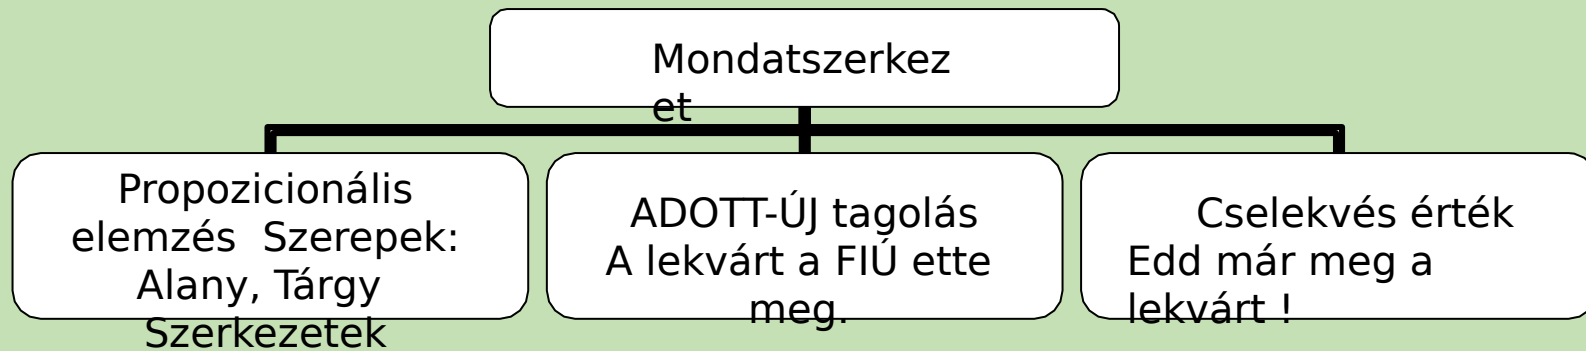 Mondatszerkez
et
Propozicionális
elemzés  Szerepek:
Alany, Tárgy
Szerkezetek
ADOTT-ÚJ tagolás
A lekvárt a FIÚ ette
meg.
Cselekvés érték
Edd már meg a
lekvárt !